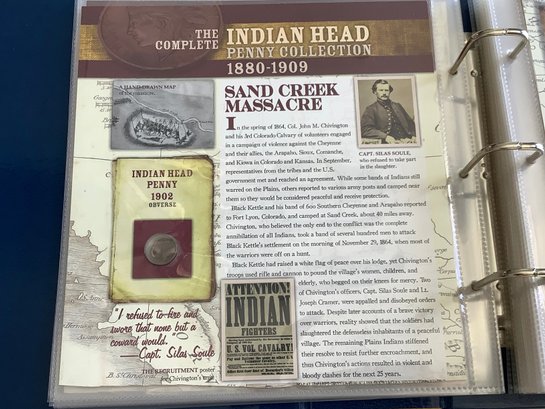 THE COMPLETE
INDIAN HEAD
PENNY COLLECTION
1880-1909
A HAND-DRAWN MAP
of the massacre.
SAND CREEK
MASSACRE
In the spring of 1864, Col. John M. Chivington
and his 3rd Colorado Calvary of volunteers engaged
in a campaign of violence against the Cheyenne
and their allies, the Arapaho, Sioux, Comanche,
and Kiowa in Colorado and Kansas. In September,
representatives from the tribes and the U.S.
government met and reached an agreement. While some bands of Indians still
warred on the Plains, others reported to various army posts and camped near
them so they would be considered peaceful and receive protection.
Black Kettle and his band of 600 Southern Cheyenne and Arapaho reported
to Fort Lyon, Colorado, and camped at Sand Creek, about 40 miles away.
Chivington, who believed the only end to the conflict was the complete
annihilation of all Indians, took a band of several hundred men to attack
Black Kettle's settlement on the morning of November 29, 1864, when most of
the warriors were off on a hunt.
Black Kettle had raised a white flag of peace over his lodge, yet Chivington's
troops used rifle and cannon to pound the village's women, children, and
elderly, who begged on their knees for mercy. Two
of Chivington's officers, Capt. Silas Soule and Lt.
Joseph Cramer, were appalled and disobeyed orders
to attack. Despite later accounts of a brave victory
over warriors, reality showed that the soldiers had
slaughtered the defenseless inhabitants of a peaceful
village. The remaining Plains Indians stiffened
their resolve to resist further encroachment, and
thus Chivington's actions resulted in violent and
bloody clashes for the next 25 years.
CAPT. SILAS SOULE,
who refused to take part
in the slaughter.
INDIAN HEAD
PENNY
1902
OBVERSE
"I refused to fire and
swore that none but a
coward would."
Capt. Silas Soule
THE RECRUITMENT poster
for Chivington's
ATTENTION!
INDIAN
FIGHTERS
U.S. VOL. CAVALRY!